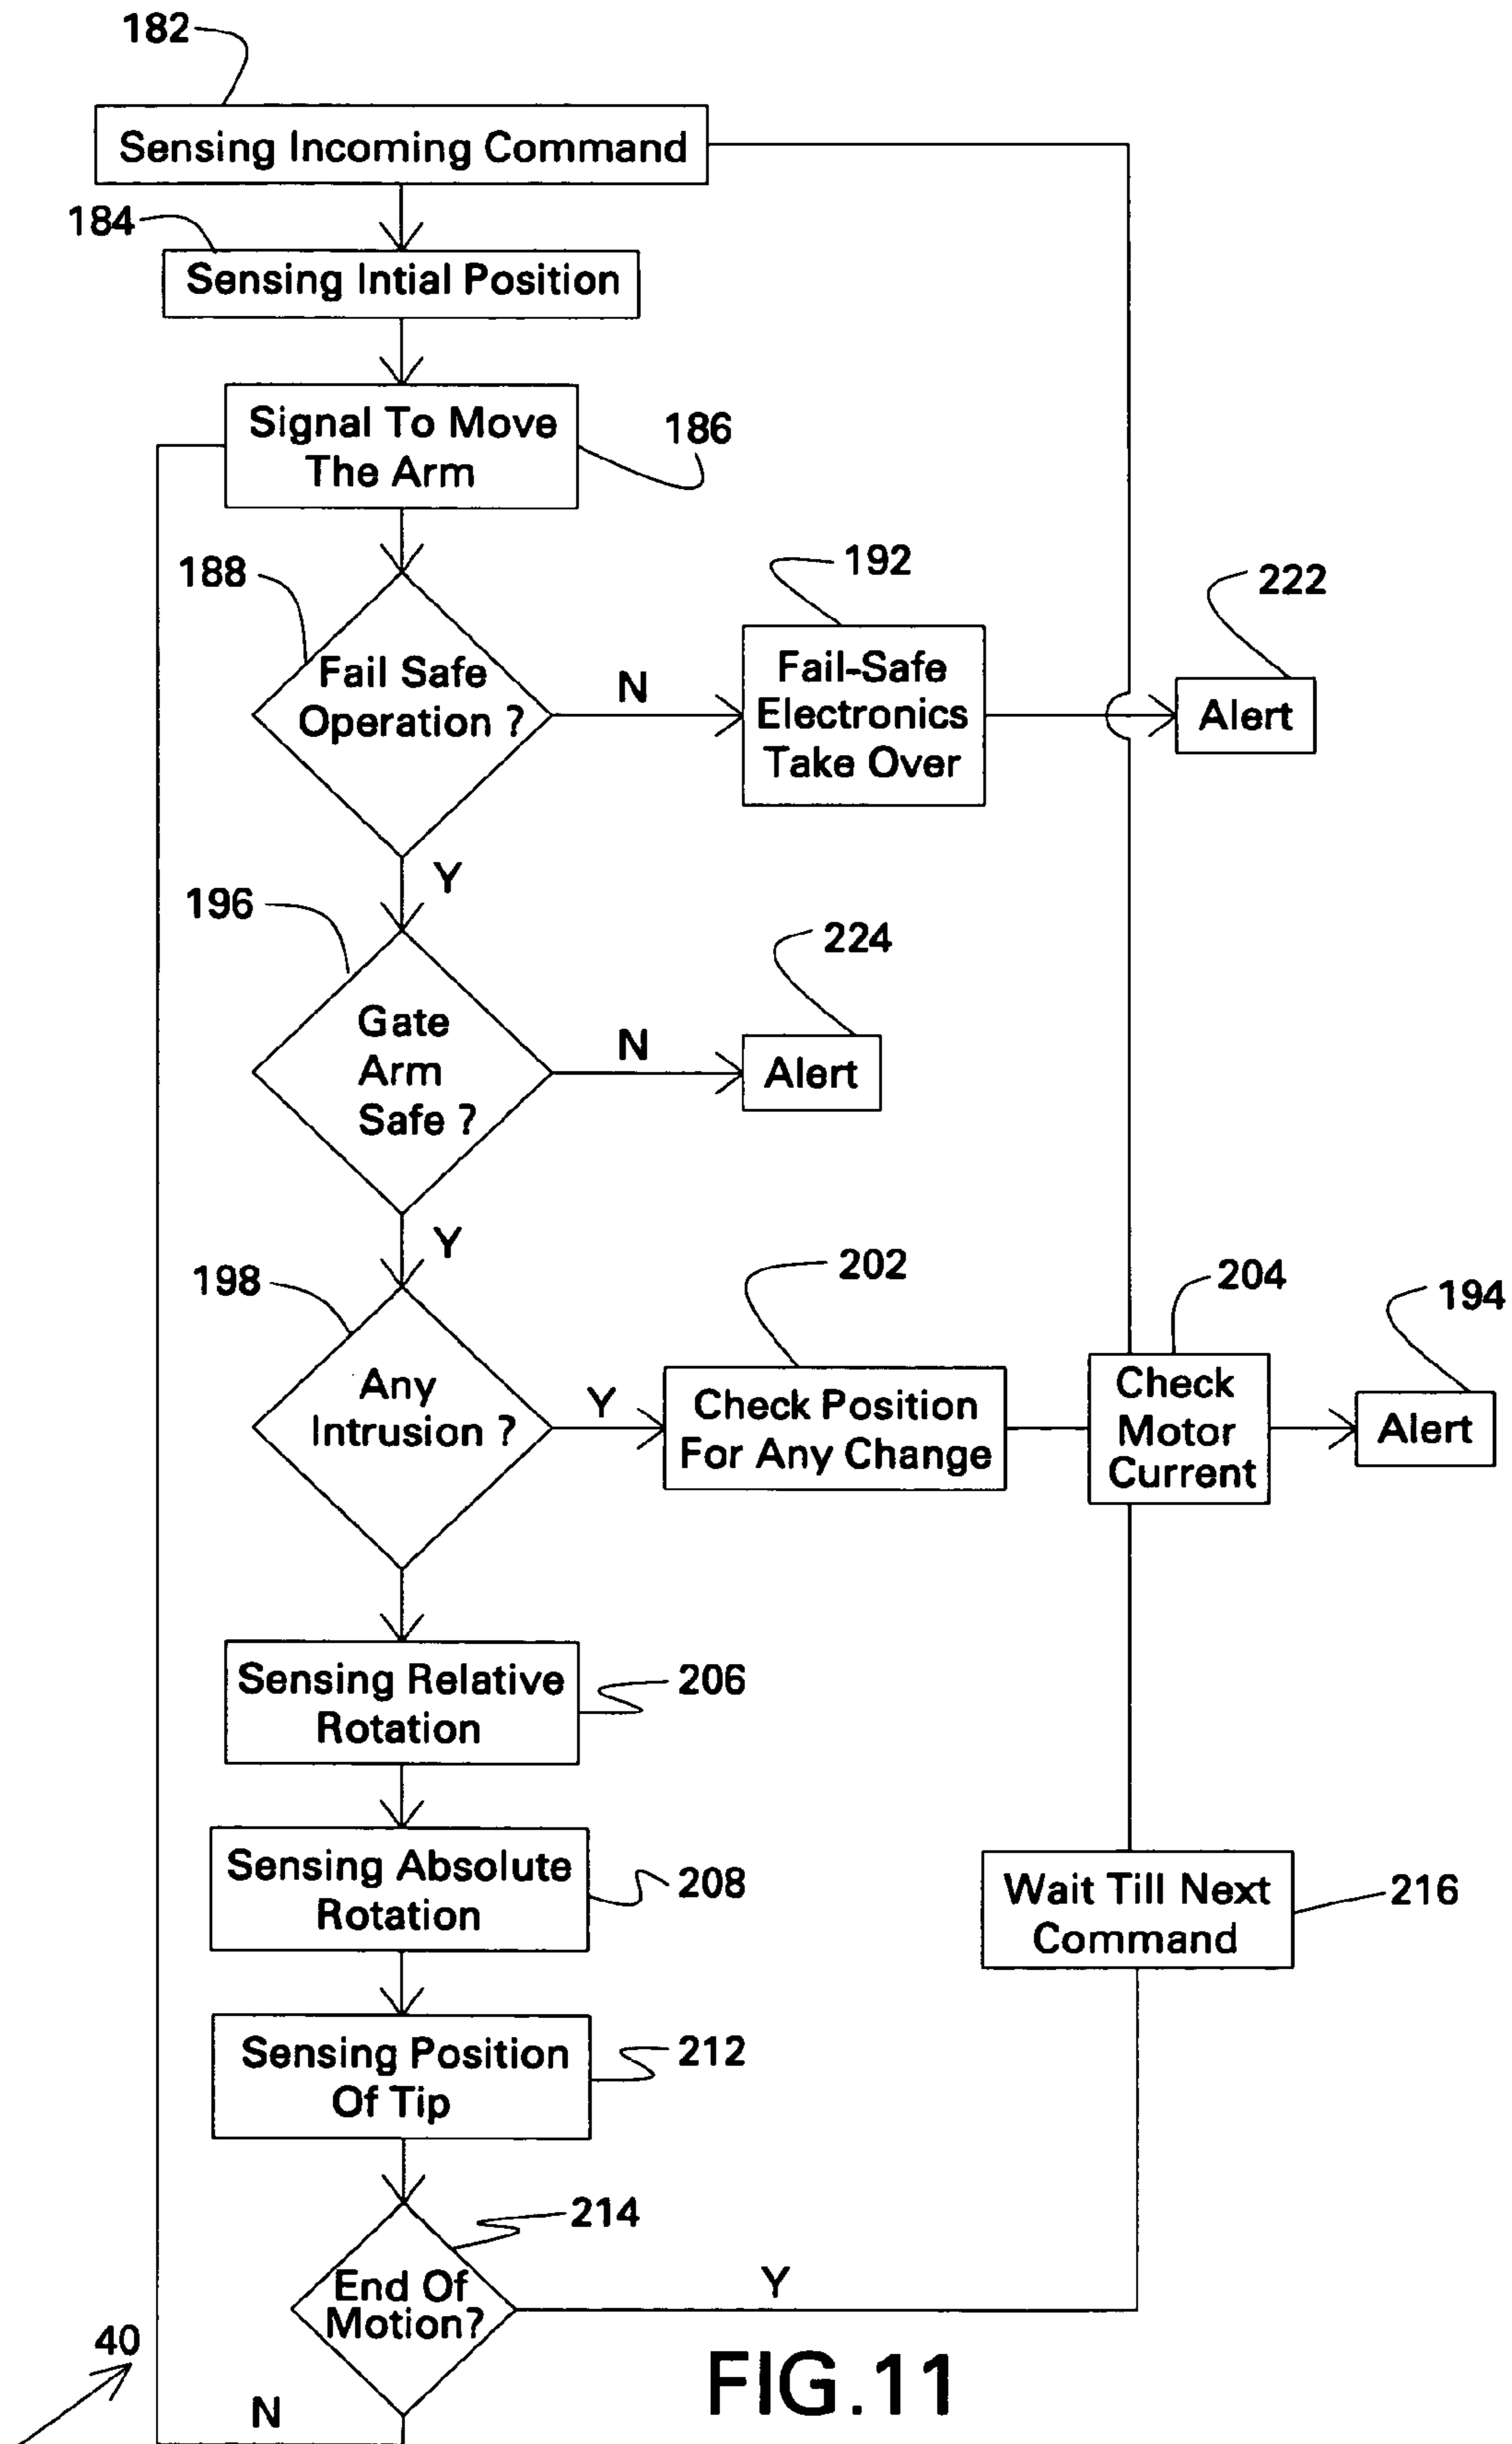 182
Sensing Incoming Command
184
Sensing Intial Position
Signal To Move
The Arm
186
188
Fail Safe
Operation ?
N
192
Fail-Safe
Electronics
Take Over
222
Alert
Y
196
Gate
Arm
Safe ?
N
224
Alert
Y
198
Any
Intrusion ?
Y
202
Check Position
For Any Change
204
Check
Motor
Current
194
Alert
Sensing Relative
Rotation
206
Sensing Absolute
Rotation
208
Wait Till Next
Command
216
Sensing Position
Of Tip
212
214
End Of
Motion?
Y
40
N
FIG.11